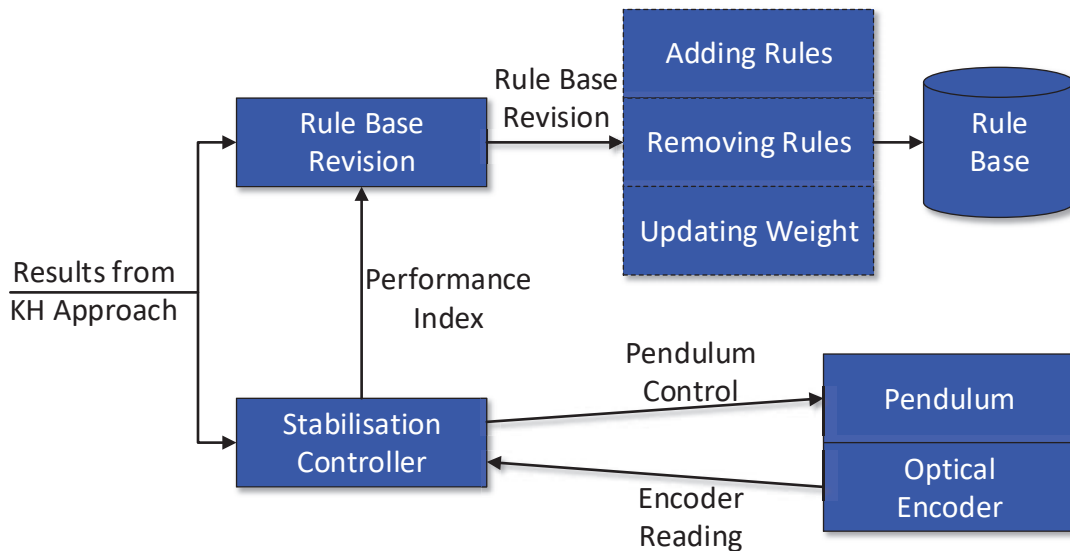 Adding Rules
Rule Base
Revision
Rule Base
Revision
Removing Rules
Rule
Base
Updating Weight
Results from
KH Approach
Performance
Index
Pendulum
Control
Stabilisation
Controller
Pendulum
Optical
Encoder
Encoder
Reading